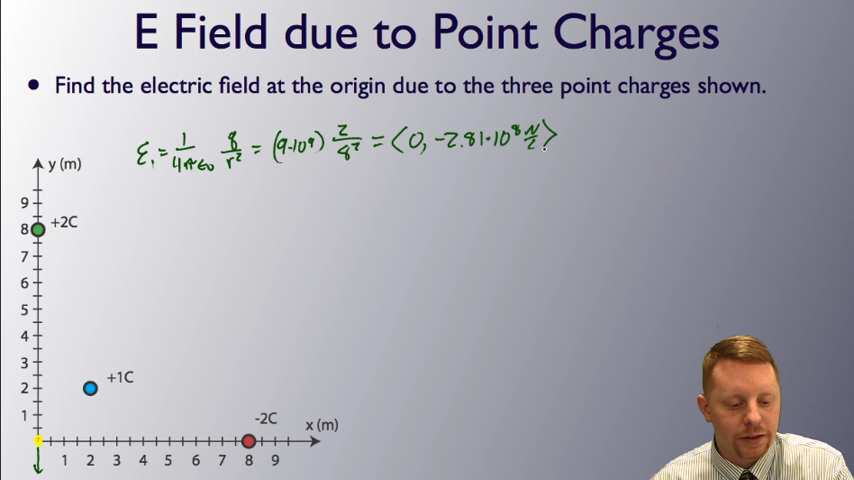 E Field due to Point Charges
• Find the electric field at the origin due to the three point charges shown.
ε₁ = 1/4πε₀ q/r² = (9·10⁹) 2/8² = ⟨0, -2.81·10⁸ N/C⟩
y (m)
9
8 +2C
7
6
5
4
3
2 +1C
1
-2C
x (m)
1 2 3 4 5 6 7 8 9